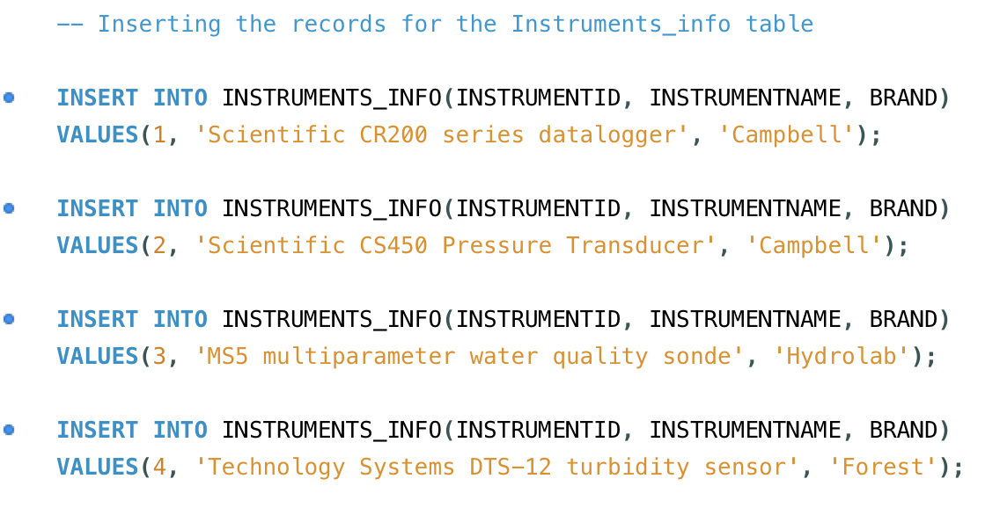 -- Inserting the records for the Instruments_info table
INSERT INTO INSTRUMENTS_INFO(INSTRUMENTID, INSTRUMENTNAME, BRAND)
VALUES(1, 'Scientific CR200 series datalogger', 'Campbell');
INSERT INTO INSTRUMENTS_INFO(INSTRUMENTID, INSTRUMENTNAME, BRAND)
VALUES(2, 'Scientific CS450 Pressure Transducer', 'Campbell');
INSERT INTO INSTRUMENTS_INFO(INSTRUMENTID, INSTRUMENTNAME, BRAND)
VALUES(3, 'MS5 multiparameter water quality sonde', 'Hydrolab');
INSERT INTO INSTRUMENTS_INFO(INSTRUMENTID, INSTRUMENTNAME, BRAND)
VALUES(4, 'Technology Systems DTS-12 turbidity sensor', 'Forest');